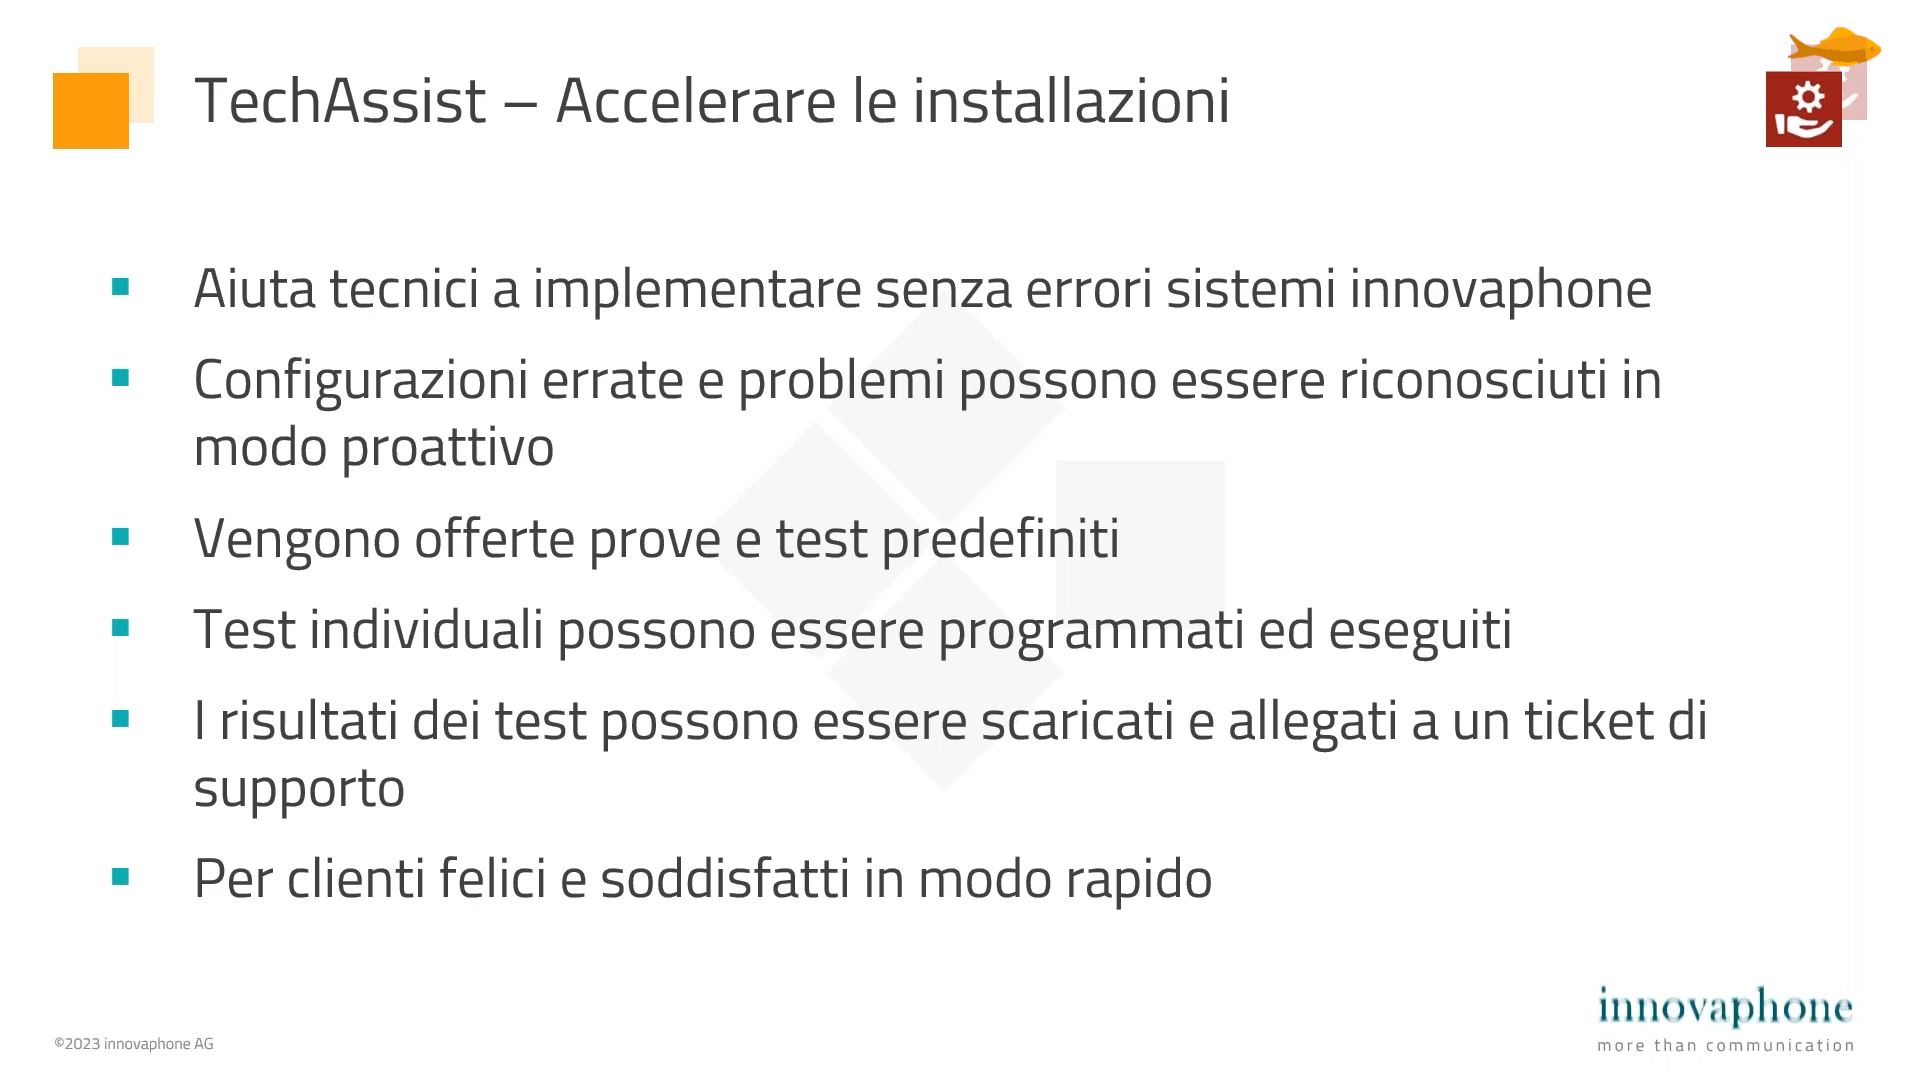 TechAssist – Accelerare le installazioni
Aiuta tecnici a implementare senza errori sistemi innovaphone
Configurazioni errate e problemi possono essere riconosciuti in
modo proattivo
Vengono offerte prove e test predefiniti
Test individuali possono essere programmati ed eseguiti
I risultati dei test possono essere scaricati e allegati a un ticket di
supporto
Per clienti felici e soddisfatti in modo rapido
innovaphone
more than communication
©2023 innovaphone AG